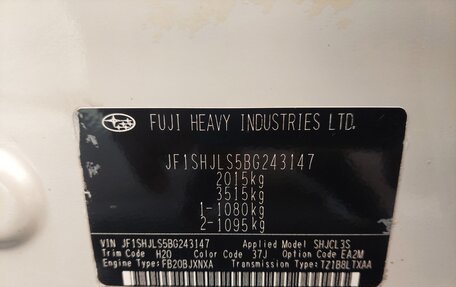 FUJI HEAVY INDUSTRIES LTD.
JF1SHJLS5BG243147
2015kg
3515kg
1-1080kg
2-1095kg
VIN JF1SHJLS5BG243147 Applied Model SHJCL3S
Trim Code H20 Color Code 37J Option Code EA2M
Engine Type FB20BJXNXA Transmission Type TZ1B8LTXAA